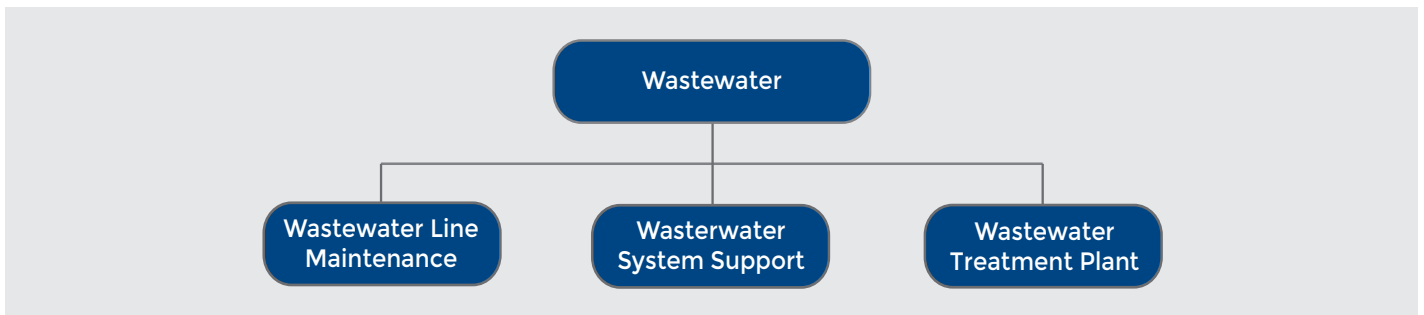 Wastewater
Wastewater Line
Maintenance
Wasterwater
System Support
Wastewater
Treatment Plant